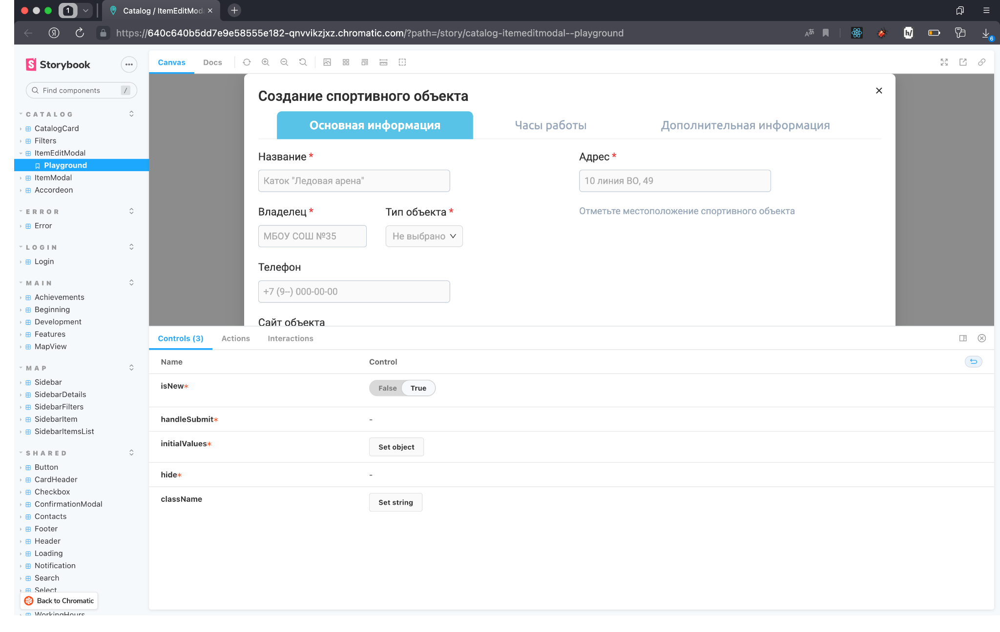 1
Catalog / ItemEditMod
https://640c640b5dd7e9e58555e182-qnvvikzjxz.chromatic.com/?path=/story/catalog-itemeditmodal--playground
6
Storybook
Find components /
CATALOG
CatalogCard
Filters
ItemEditModal
Playground
ItemModal
Accordeon
ERROR
Error
LOGIN
Login
MAIN
Achievements
Beginning
Development
Features
MapView
MAP
Sidebar
SidebarDetails
SidebarFilters
SidebarItem
SidebarItemsList
SHARED
Button
CardHeader
Checkbox
ConfirmationModal
Contacts
Footer
Header
Loading
Notification
Search
Select
Back to Chromatic
WorkingHours
Canvas Docs
Создание спортивного объекта
Основная информация Часы работы Дополнительная информация
Название * Адрес *
Каток "Ледовая арена" 10 линия ВО, 49
Владелец * Тип объекта * Отметьте местоположение спортивного объекта
МБОУ СОШ №35 Не выбрано
Телефон
+7 (9--) 000-00-00
Сайт объекта
Controls (3) Actions Interactions
Name Control
isNew* False True
handleSubmit* -
initialValues* Set object
hide* -
className Set string